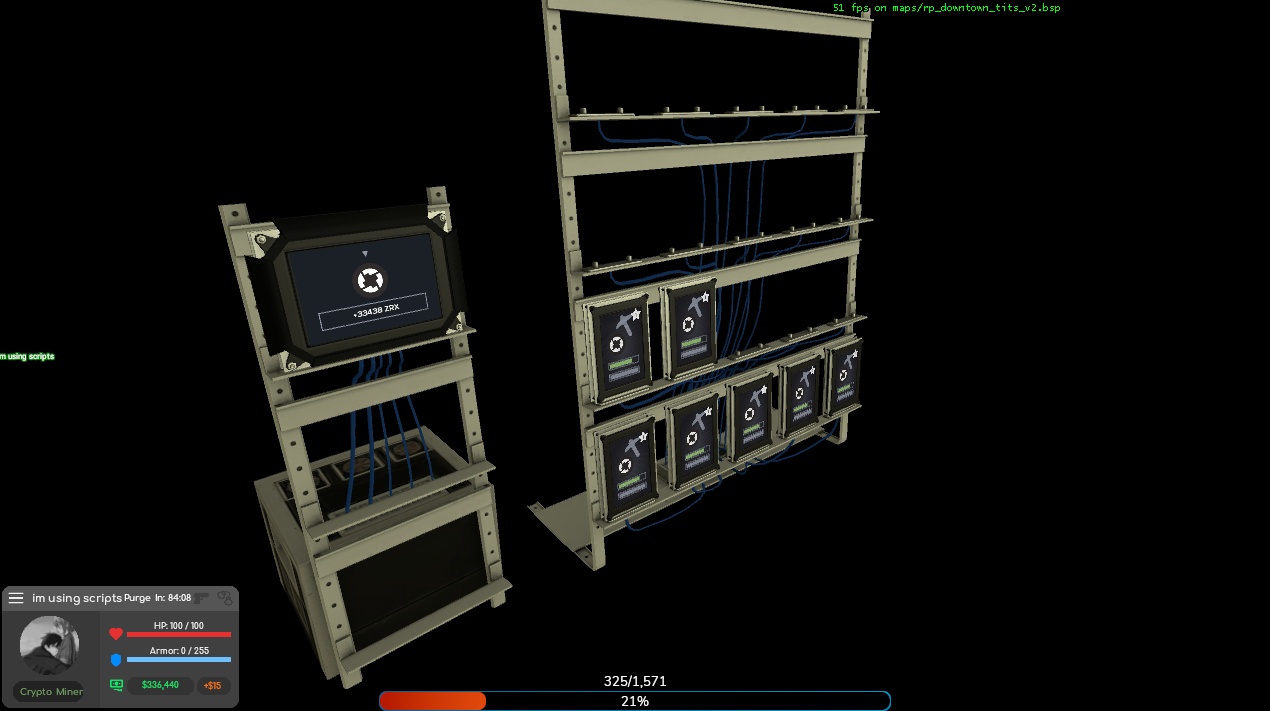 51 fps on maps/rp_downtown_tits_v2.bsp
+33438 ZRX
m using scripts
im using scripts Purge In: 84:08
HP: 100 / 100
Armor: 0 / 255
$336,440 +$15
Crypto Miner
325/1,571
21%